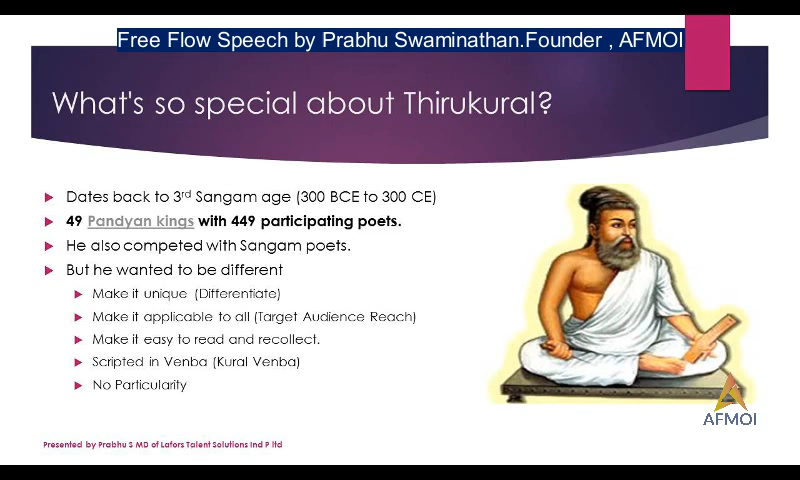 Free Flow Speech by Prabhu Swaminathan.Founder , AFMOI
What's so special about Thirukural?
Dates back to 3rd Sangam age (300 BCE to 300 CE)
49 Pandyan kings with 449 participating poets.
He also competed with Sangam poets.
But he wanted to be different
Make it unique (Differentiate)
Make it applicable to all (Target Audience Reach)
Make it easy to read and recollect.
Scripted in Venba (Kural Venba)
No Particularity
AFMOI
Presented by Prabhu S MD of Lafors Talent Solutions Ind P ltd